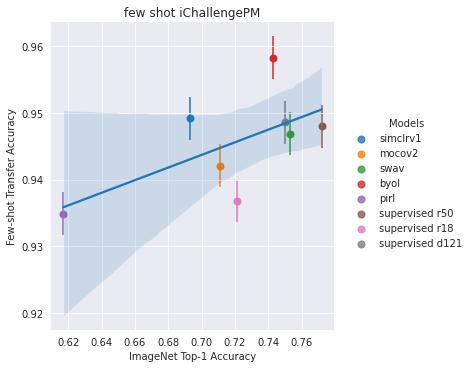 few shot iChallengePM
Few-shot Transfer Accuracy
0.96
0.95
0.94
0.93
0.92
0.62 0.64 0.66 0.68 0.70 0.72 0.74 0.76
ImageNet Top-1 Accuracy
Models
simclrv1
mocov2
swav
byol
pirl
supervised r50
supervised r18
supervised d121